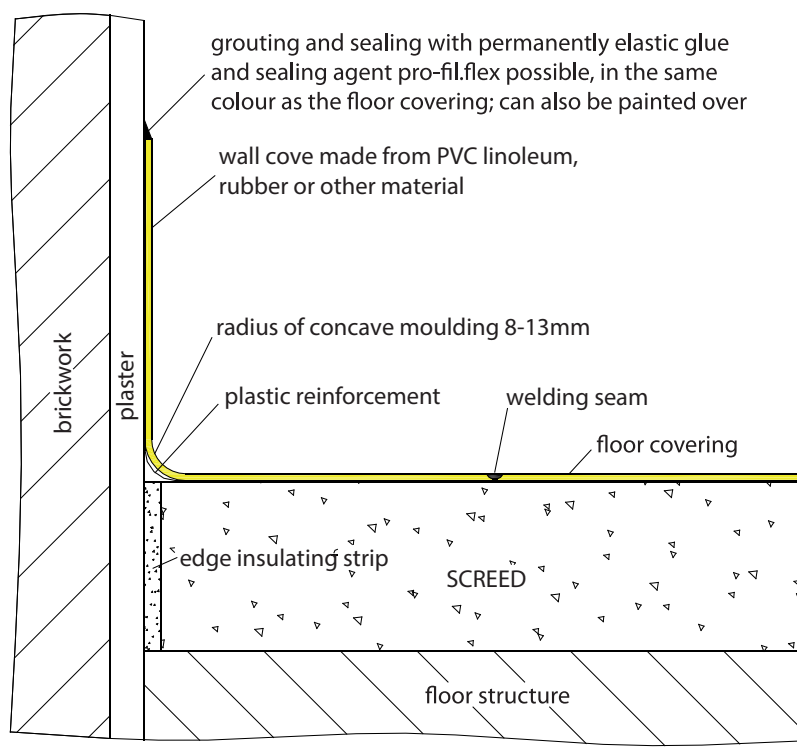 grouting and sealing with permanently elastic glue
and sealing agent pro-fil.flex possible, in the same
colour as the floor covering; can also be painted over
wall cove made from PVC linoleum,
rubber or other material
radius of concave moulding 8-13mm
brickwork
plaster
plastic reinforcement
welding seam
floor covering
edge insulating strip
SCREED
floor structure